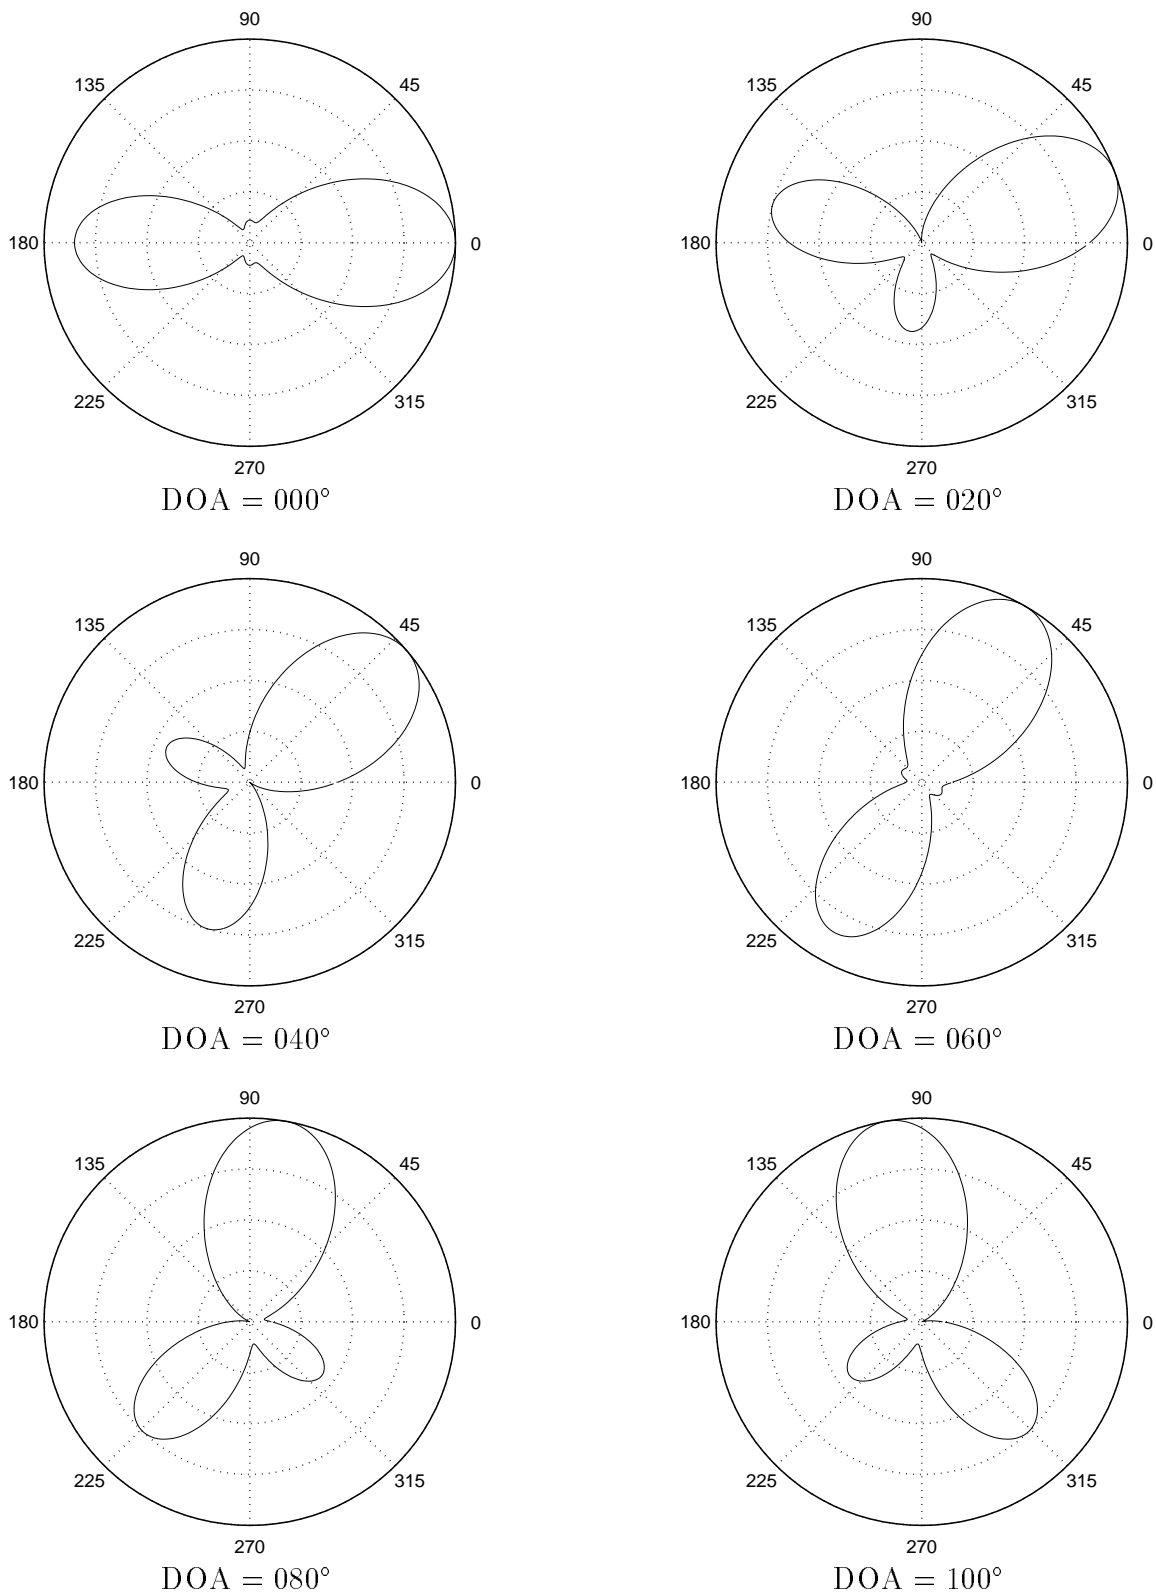 90 90
135 45 135 45
180 0 180 0
225 315 225 315
270 270
DOA = 000° DOA = 020°
90 90
135 45 135 45
180 0 180 0
225 315 225 315
270 270
DOA = 040° DOA = 060°
90 90
135 45 135 45
180 0 180 0
225 315 225 315
270 270
DOA = 080° DOA = 100°